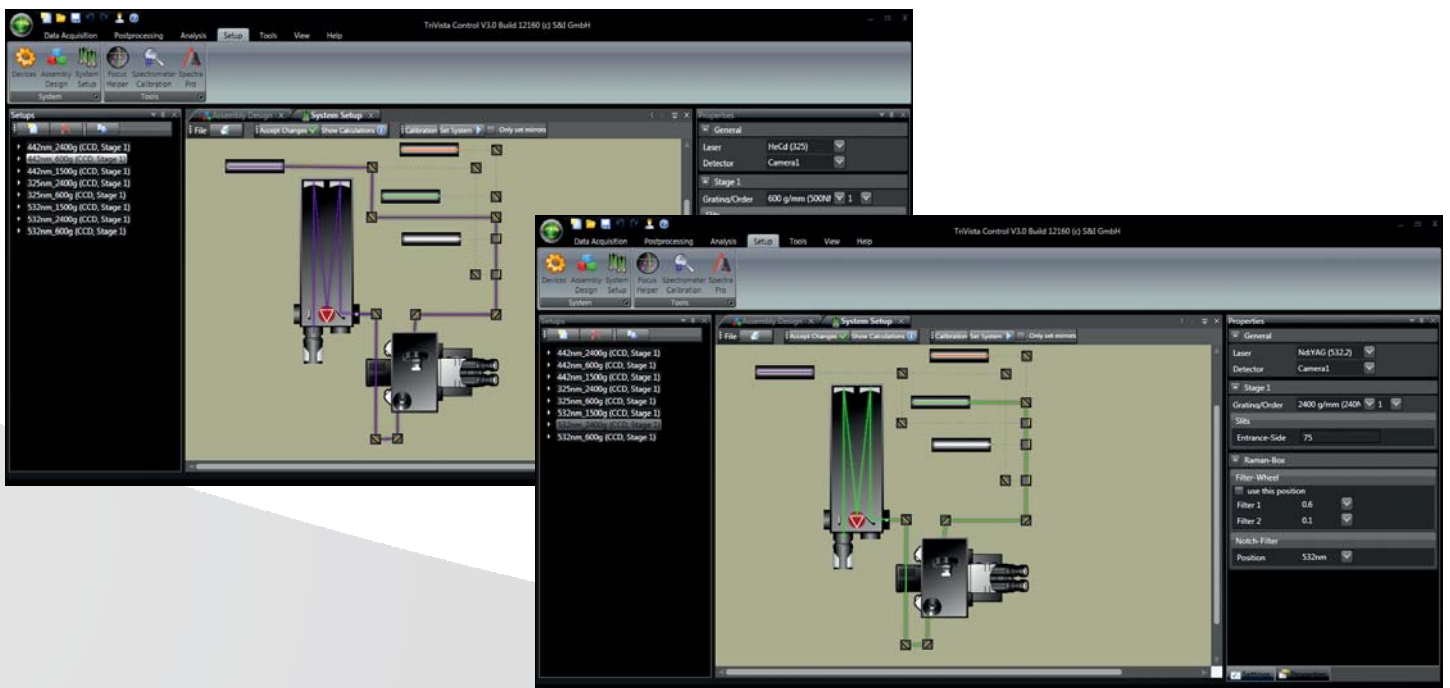 TriVista Control V3.0 Build 12160 (c) S&I GmbH
Data Acquisition Postprocessing Analysis Setup Tools View Help
Devices Assembly Design System Setup Focus Helper Spectrometer Calibration Spectra Pro
System Tools
Setups
Assembly Design System Setup
File Accept Changes Show Calculations Calibration Set System Only set mirrors
442nm_2400g (CCD, Stage 1)
442nm_600g (CCD, Stage 1)
442nm_1500g (CCD, Stage 1)
325nm_2400g (CCD, Stage 1)
325nm_600g (CCD, Stage 1)
532nm_1500g (CCD, Stage 1)
532nm_2400g (CCD, Stage 1)
532nm_600g (CCD, Stage 1)
Properties
General
Laser HeCd (325)
Detector Camera1
Stage 1
Grating/Order 600 g/mm (500NI 1
Slits
TriVista Control V3.0 Build 12160 (c) S&I GmbH
Data Acquisition Postprocessing Analysis Setup Tools View Help
Devices Assembly Design System Setup Focus Helper Spectrometer Calibration Spectra Pro
System Tools
Setups
Assembly Design System Setup
File Accept Changes Show Calculations Calibration Set System Only set mirrors
442nm_2400g (CCD, Stage 1)
442nm_600g (CCD, Stage 1)
442nm_1500g (CCD, Stage 1)
325nm_2400g (CCD, Stage 1)
325nm_600g (CCD, Stage 1)
532nm_1500g (CCD, Stage 1)
532nm_2400g (CCD, Stage 1)
532nm_600g (CCD, Stage 1)
Properties
General
Laser Nd:YAG (532.2)
Detector Camera1
Stage 1
Grating/Order 2400 g/mm (240h 1
Slits
Entrance-Side 75
Raman-Box
Filter-Wheel
use this position
Filter 1 0.6
Filter 2 0.1
Notch-Filter
Position 532nm
Settings Properties